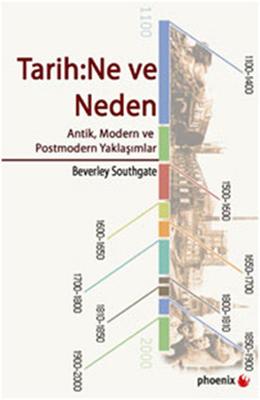 1100
Tarih:Ne ve
Neden
Antik, Modern ve
Postmodern Yaklaşımlar
Beverley Southgate
1100-1400
1500-1600
1600-1650
1650-1700
1700-1800
1800-1810
1810-1850
1850-1900
1900-2000
2000
phoenix